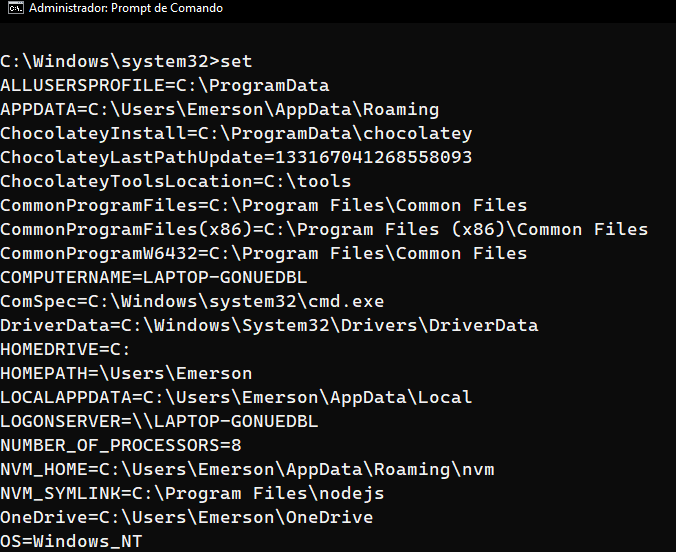 Administrador: Prompt de Comando
C:\Windows\system32>set
ALLUSERSPROFILE=C:\ProgramData
APPDATA=C:\Users\Emerson\AppData\Roaming
ChocolateyInstall=C:\ProgramData\chocolatey
ChocolateyLastPathUpdate=133167041268558093
ChocolateyToolsLocation=C:\tools
CommonProgramFiles=C:\Program Files\Common Files
CommonProgramFiles(x86)=C:\Program Files (x86)\Common Files
CommonProgramW6432=C:\Program Files\Common Files
COMPUTERNAME=LAPTOP-GONUEDBL
ComSpec=C:\Windows\system32\cmd.exe
DriverData=C:\Windows\System32\Drivers\DriverData
HOMEDRIVE=C:
HOMEPATH=\Users\Emerson
LOCALAPPDATA=C:\Users\Emerson\AppData\Local
LOGONSERVER=\\LAPTOP-GONUEDBL
NUMBER_OF_PROCESSORS=8
NVM_HOME=C:\Users\Emerson\AppData\Roaming\nvm
NVM_SYMLINK=C:\Program Files\nodejs
OneDrive=C:\Users\Emerson\OneDrive
OS=Windows_NT